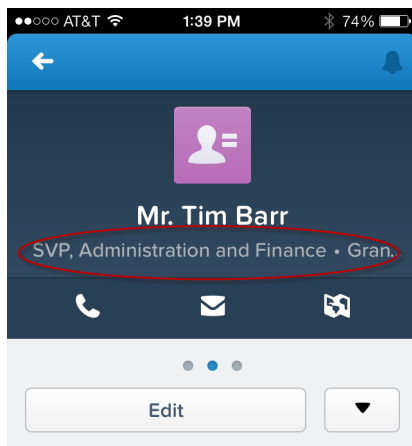 AT&T 1:39 PM 74%
Mr. Tim Barr
SVP, Administration and Finance • Gran...
Edit